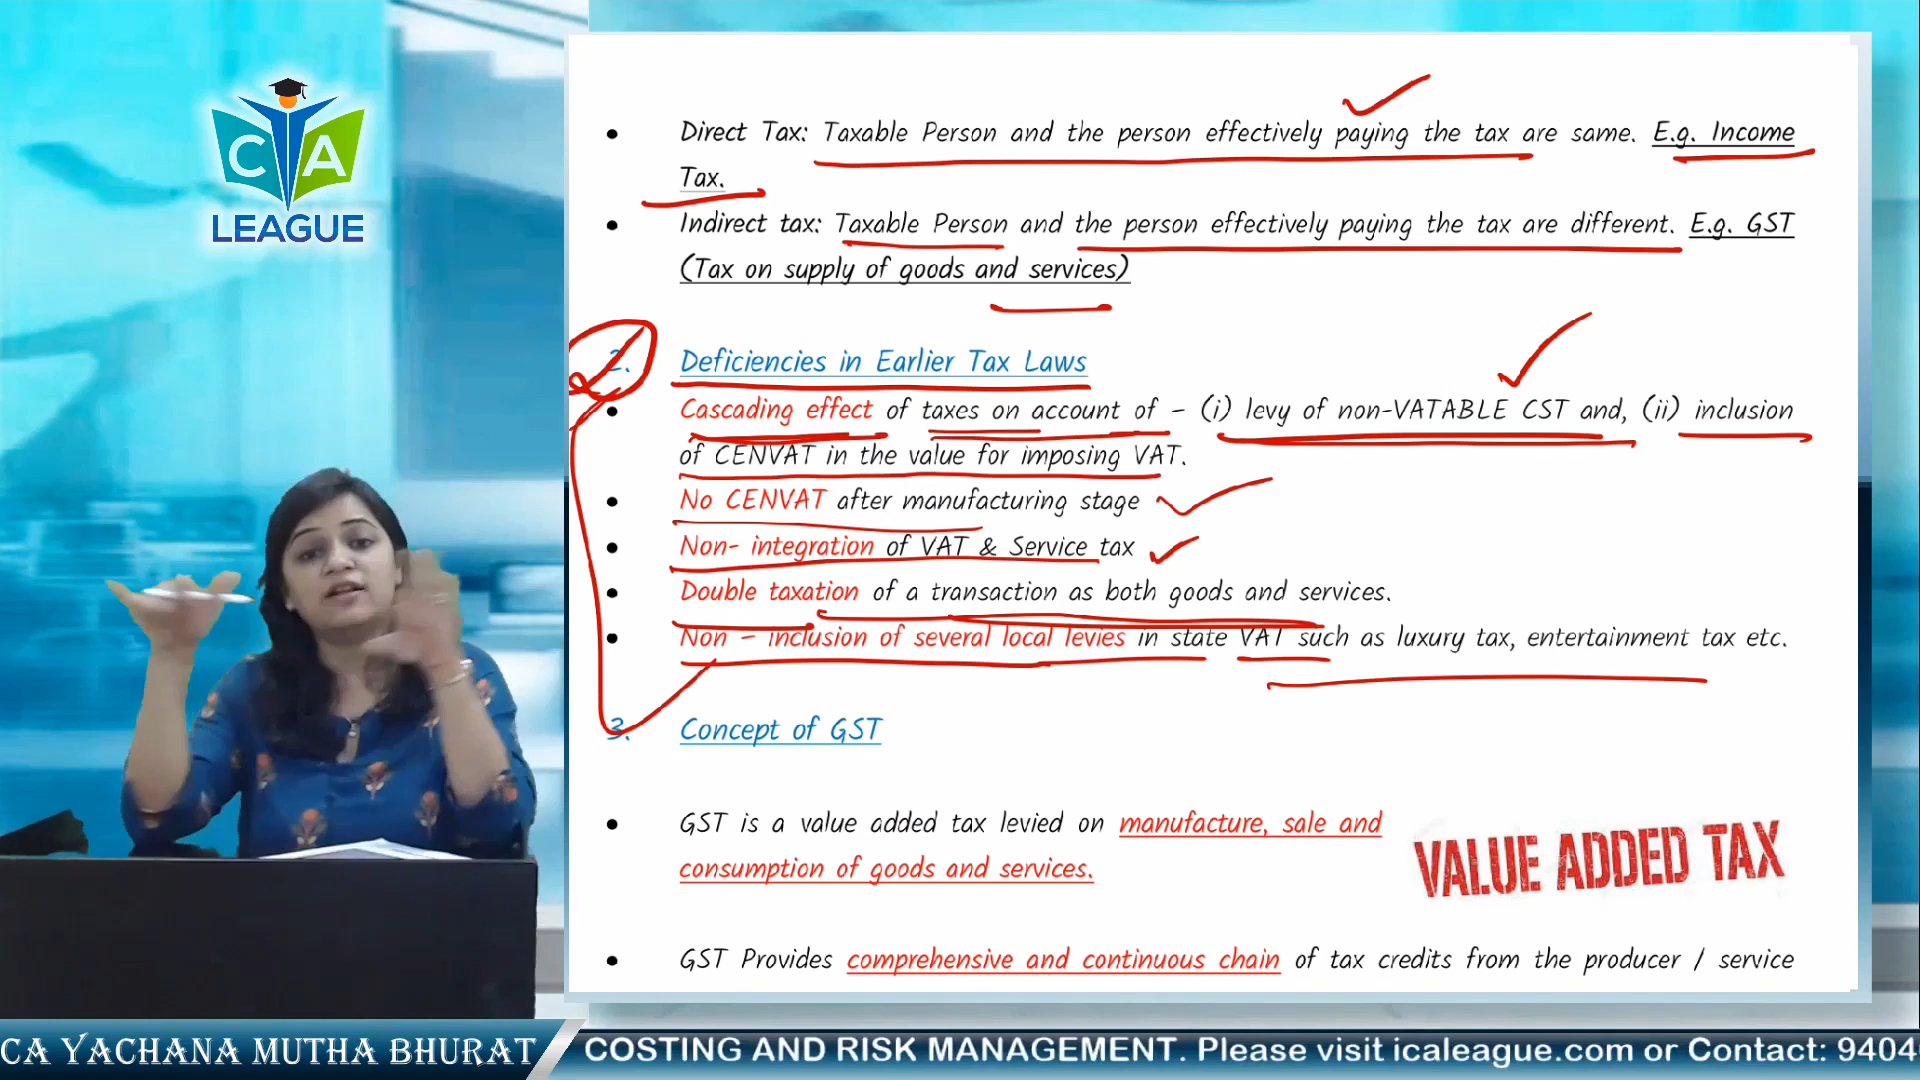 CA
LEAGUE
• Direct Tax: Taxable Person and the person effectively paying the tax are same. E.g. Income
Tax.
• Indirect tax: Taxable Person and the person effectively paying the tax are different. E.g. GST
(Tax on supply of goods and services)
2. Deficiencies in Earlier Tax Laws
• Cascading effect of taxes on account of – (i) levy of non-VATABLE CST and, (ii) inclusion
of CENVAT in the value for imposing VAT.
• No CENVAT after manufacturing stage
• Non- integration of VAT & Service tax
• Double taxation of a transaction as both goods and services.
• Non – inclusion of several local levies in state VAT such as luxury tax, entertainment tax etc.
3. Concept of GST
• GST is a value added tax levied on manufacture, sale and
consumption of goods and services.
VALUE ADDED TAX
• GST Provides comprehensive and continuous chain of tax credits from the producer / service
CA YACHANA MUTHA BHURAT
COSTING AND RISK MANAGEMENT. Please visit icaleague.com or Contact: 9404